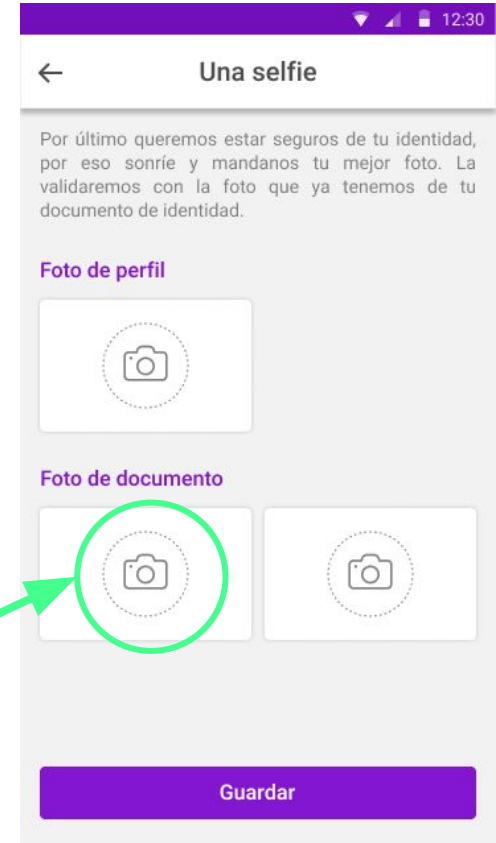 12:30
Una selfie
Por último queremos estar seguros de tu identidad,
por eso sonríe y mandanos tu mejor foto. La
validaremos con la foto que ya tenemos de tu
documento de identidad.
Foto de perfil
Foto de documento
Guardar